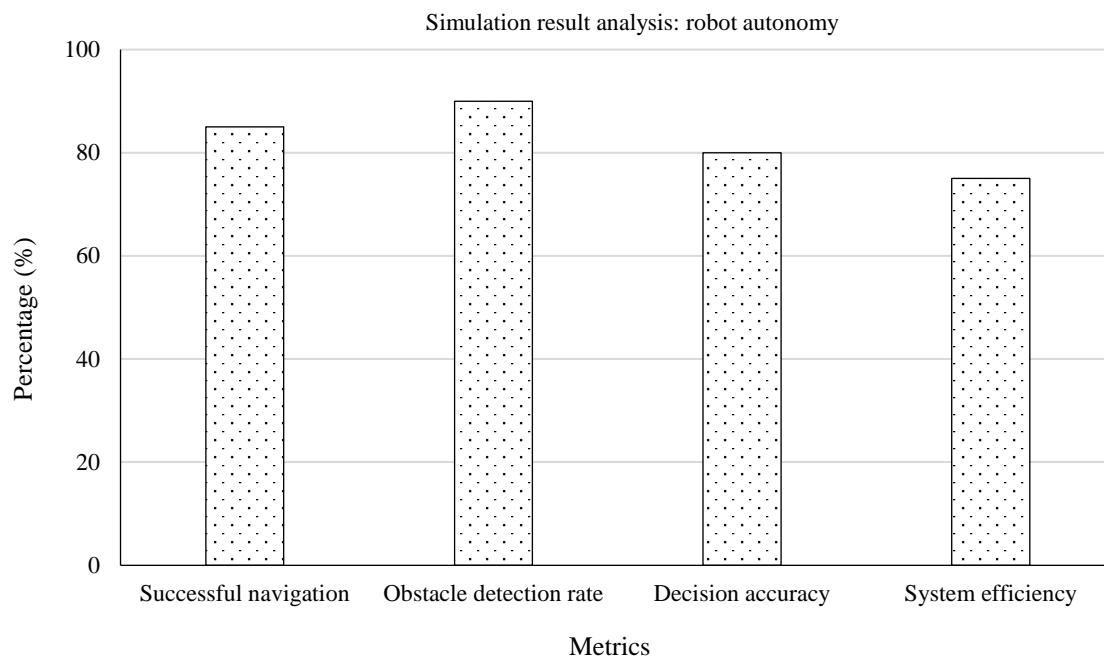 Simulation result analysis: robot autonomy
100
80
60
40
20
0
Percentage (%)
Successful navigation
Obstacle detection rate
Decision accuracy
System efficiency
Metrics